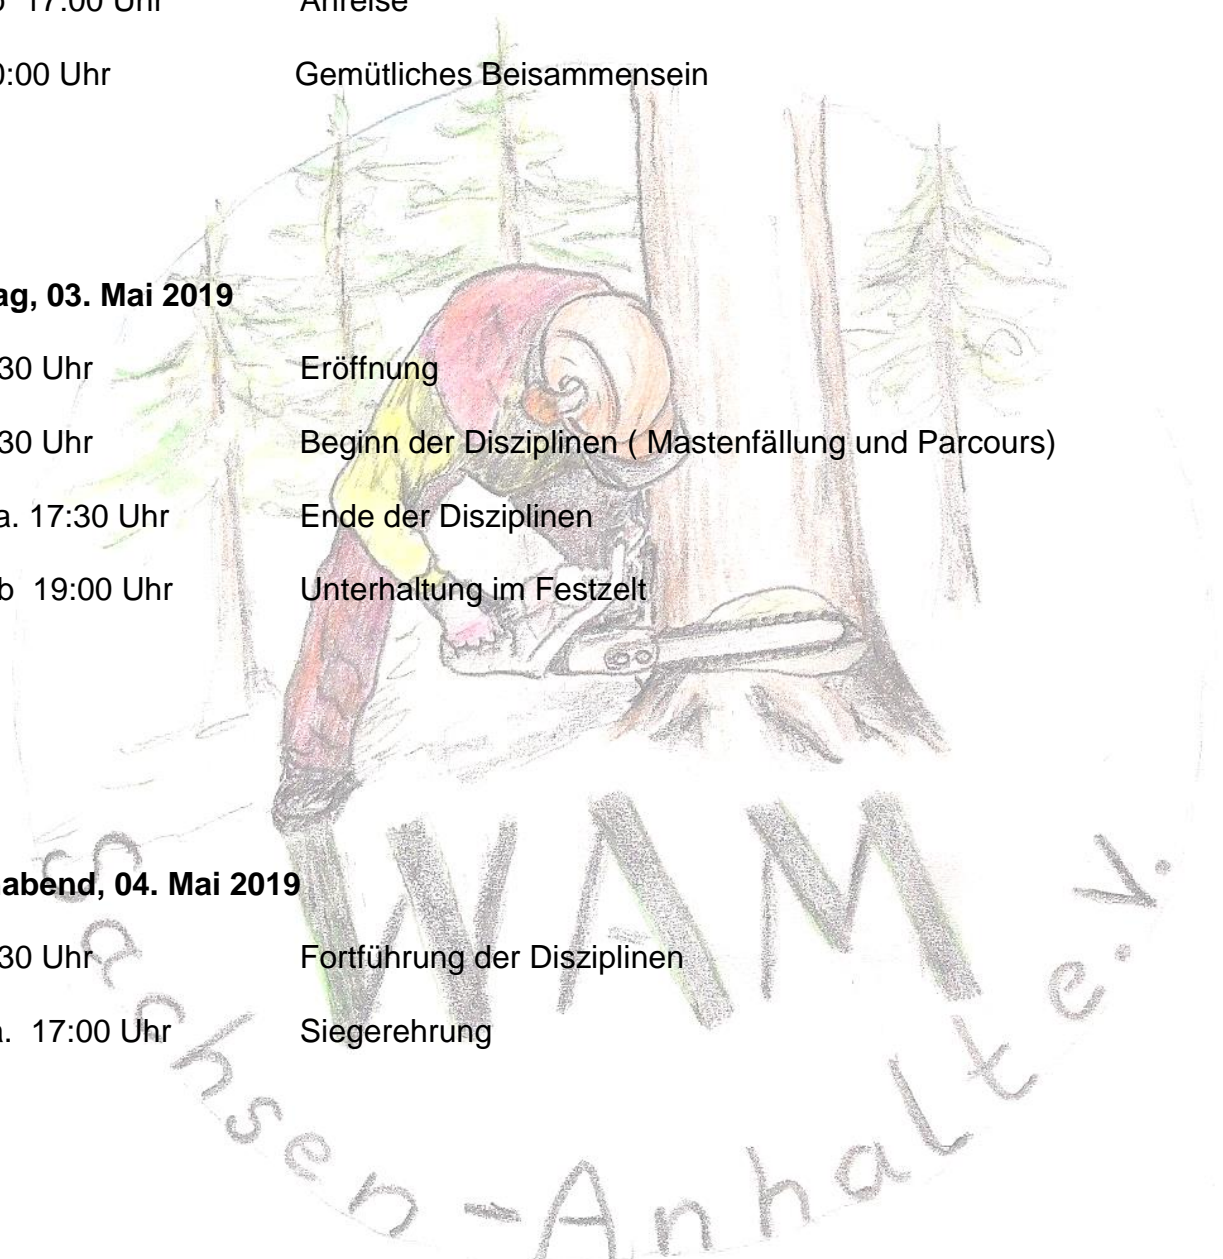 17:00 Uhr Anreise
:00 Uhr Gemütliches Beisammensein
ag, 03. Mai 2019
30 Uhr Eröffnung
30 Uhr Beginn der Disziplinen ( Mastenfällung und Parcours)
a. 17:30 Uhr Ende der Disziplinen
b 19:00 Uhr Unterhaltung im Festzelt
abend, 04. Mai 2019
30 Uhr Fortführung der Disziplinen
a. 17:00 Uhr Siegerehrung
WAM
Sachsen-Anhalt e.V.